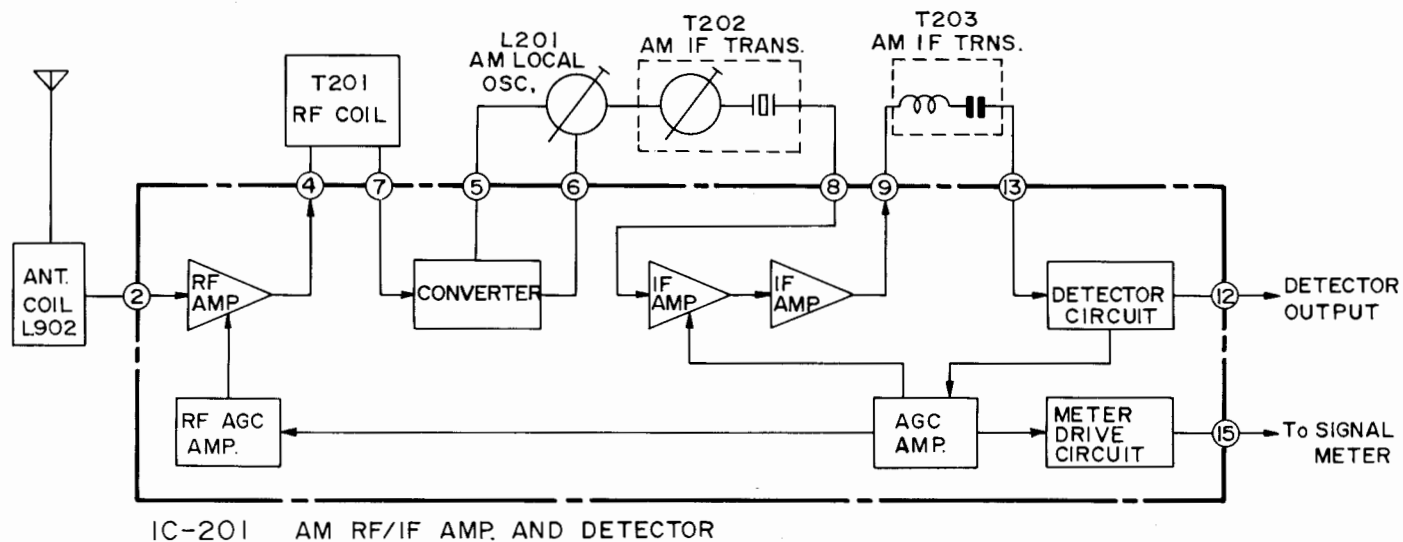 T202
AM IF TRANS.
T203
AM IF TRNS.
L201
AM LOCAL
OSC,
T201
RF COIL
4
7
5
6
8
9
13
ANT.
COIL
L902
2
RF
AMP
CONVERTER
IF
AMP
IF
AMP
DETECTOR
CIRCUIT
12
DETECTOR
OUTPUT
RF AGC
AMP.
AGC
AMP.
METER
DRIVE
CIRCUIT
15
To SIGNAL
METER
IC-201 AM RF/IF AMP. AND DETECTOR